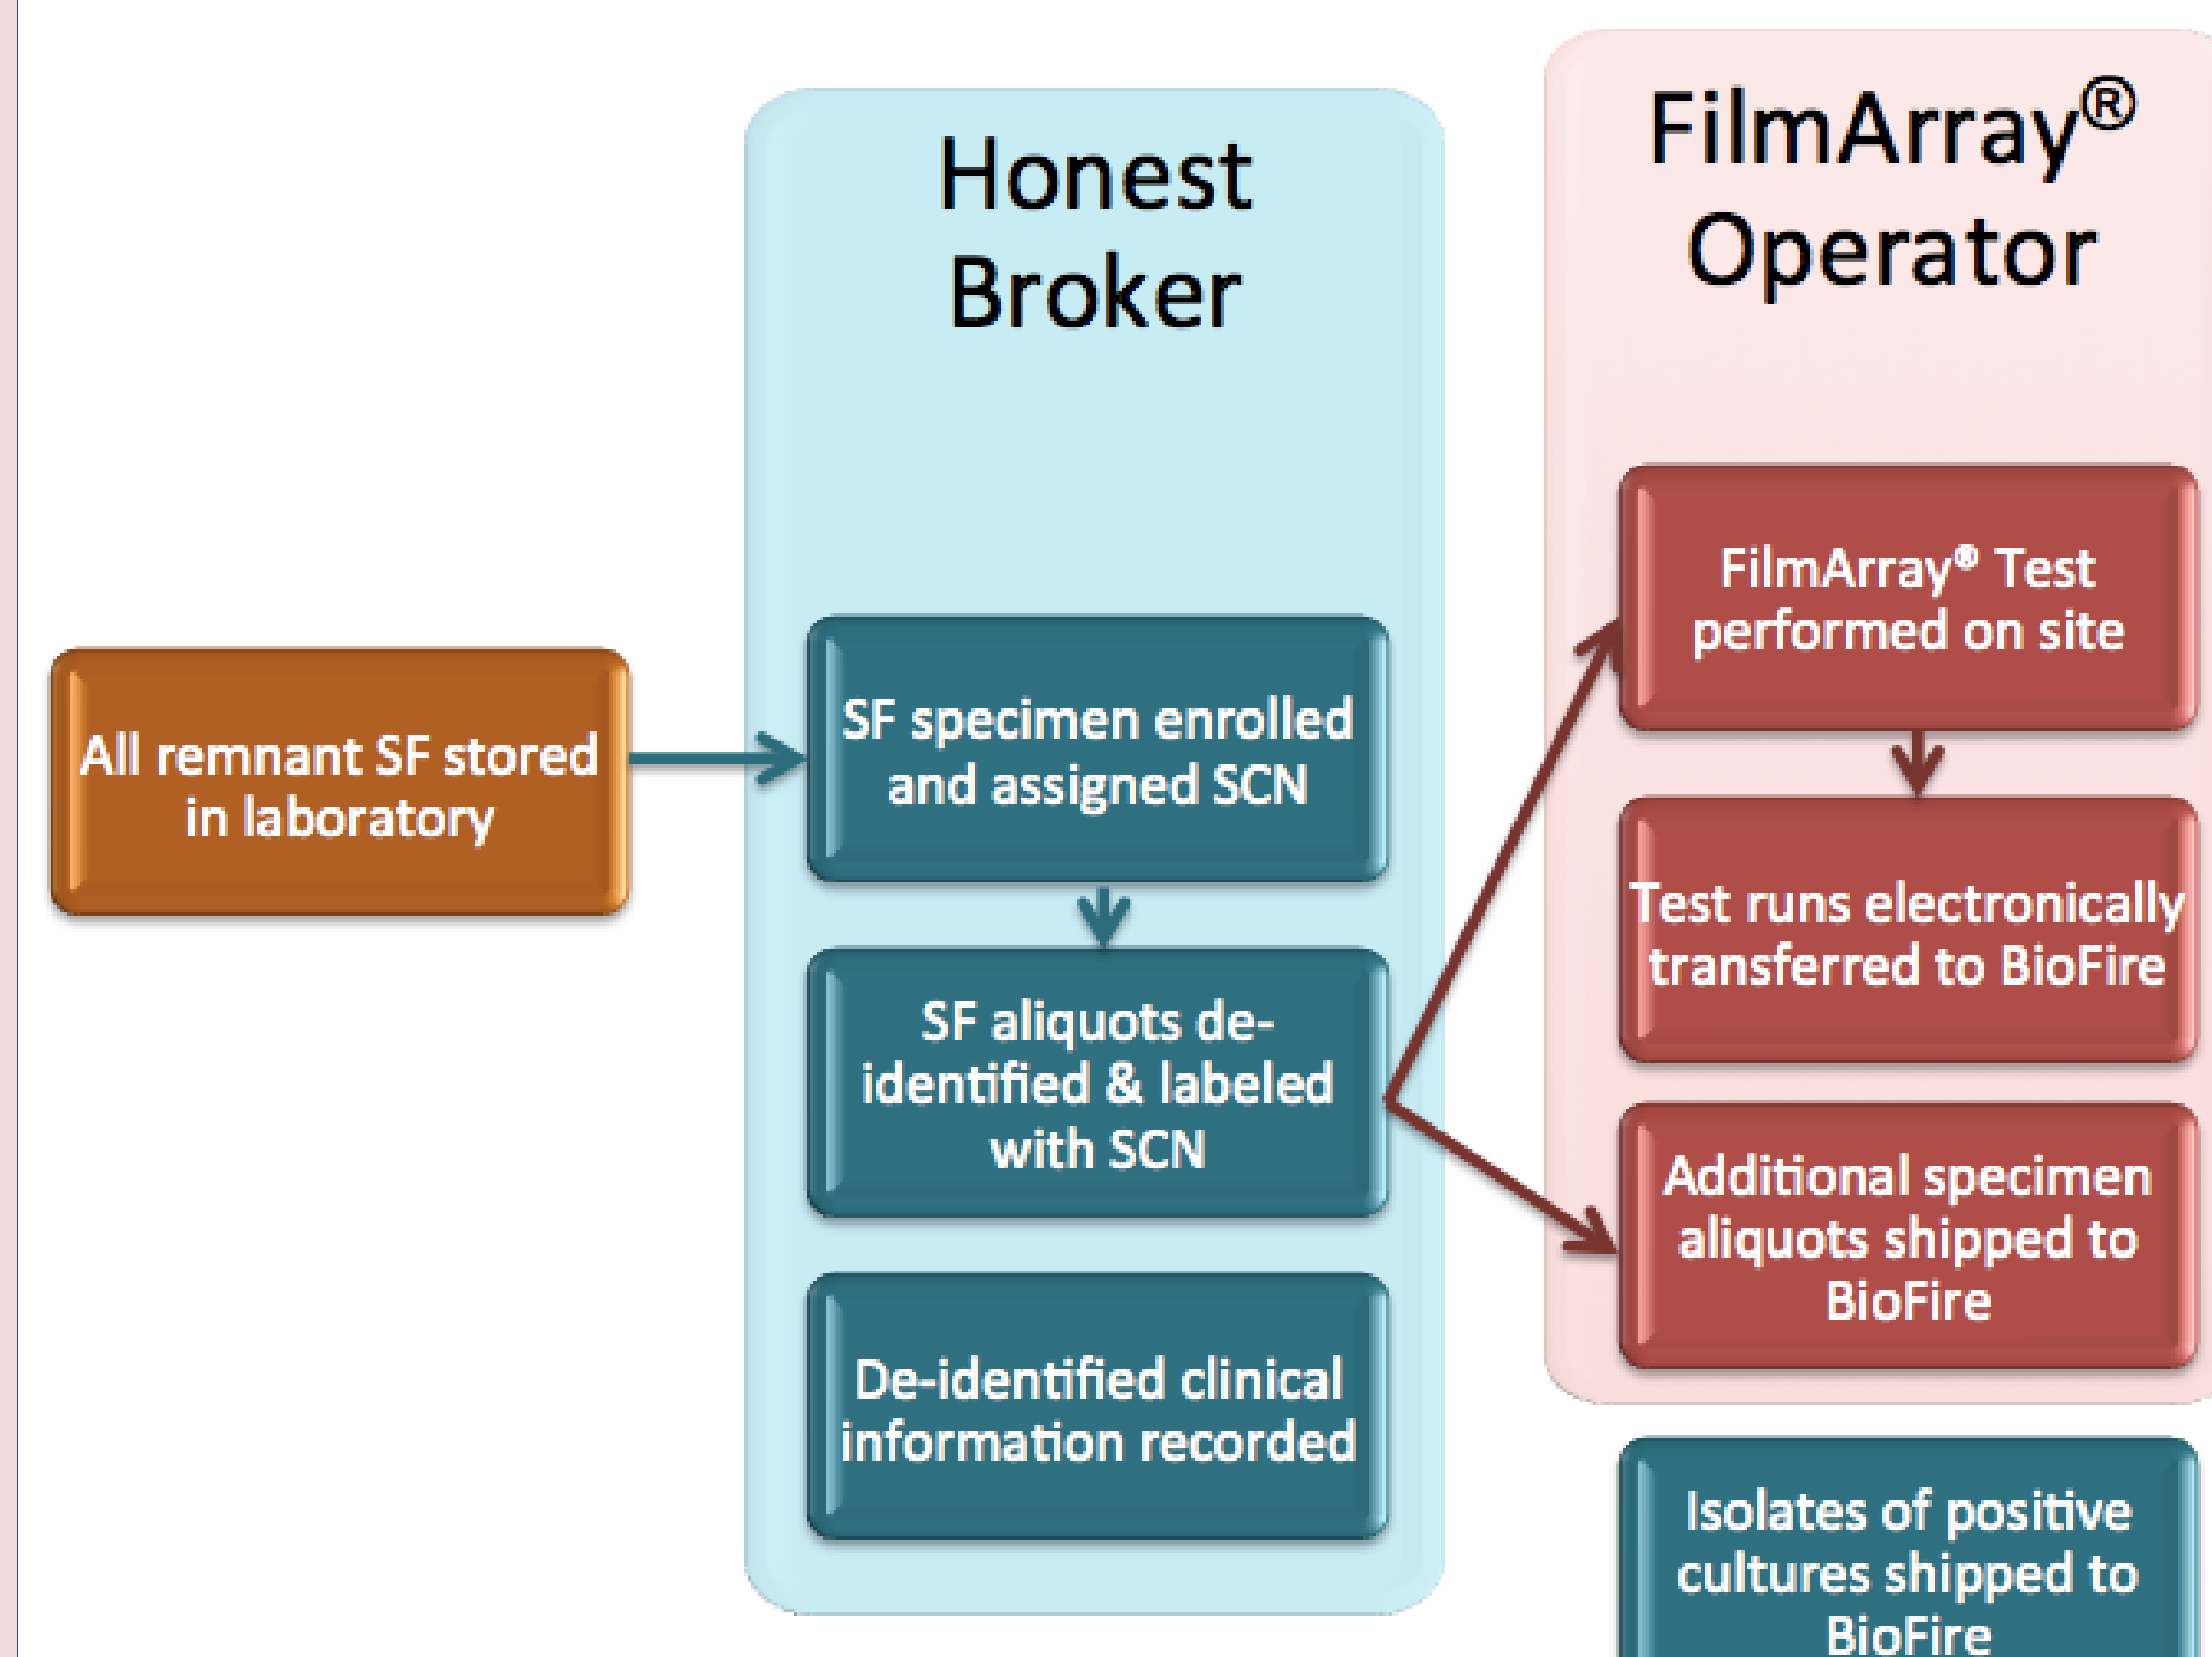 Honest
Broker
FilmArray®
Operator
All remnant SF stored
in laboratory
SF specimen enrolled
and assigned SCN
SF aliquots de-
identified & labeled
with SCN
De-identified clinical
information recorded
FilmArray® Test
performed on site
Test runs electronically
transferred to BioFire
Additional specimen
aliquots shipped to
BioFire
Isolates of positive
cultures shipped to
BioFire